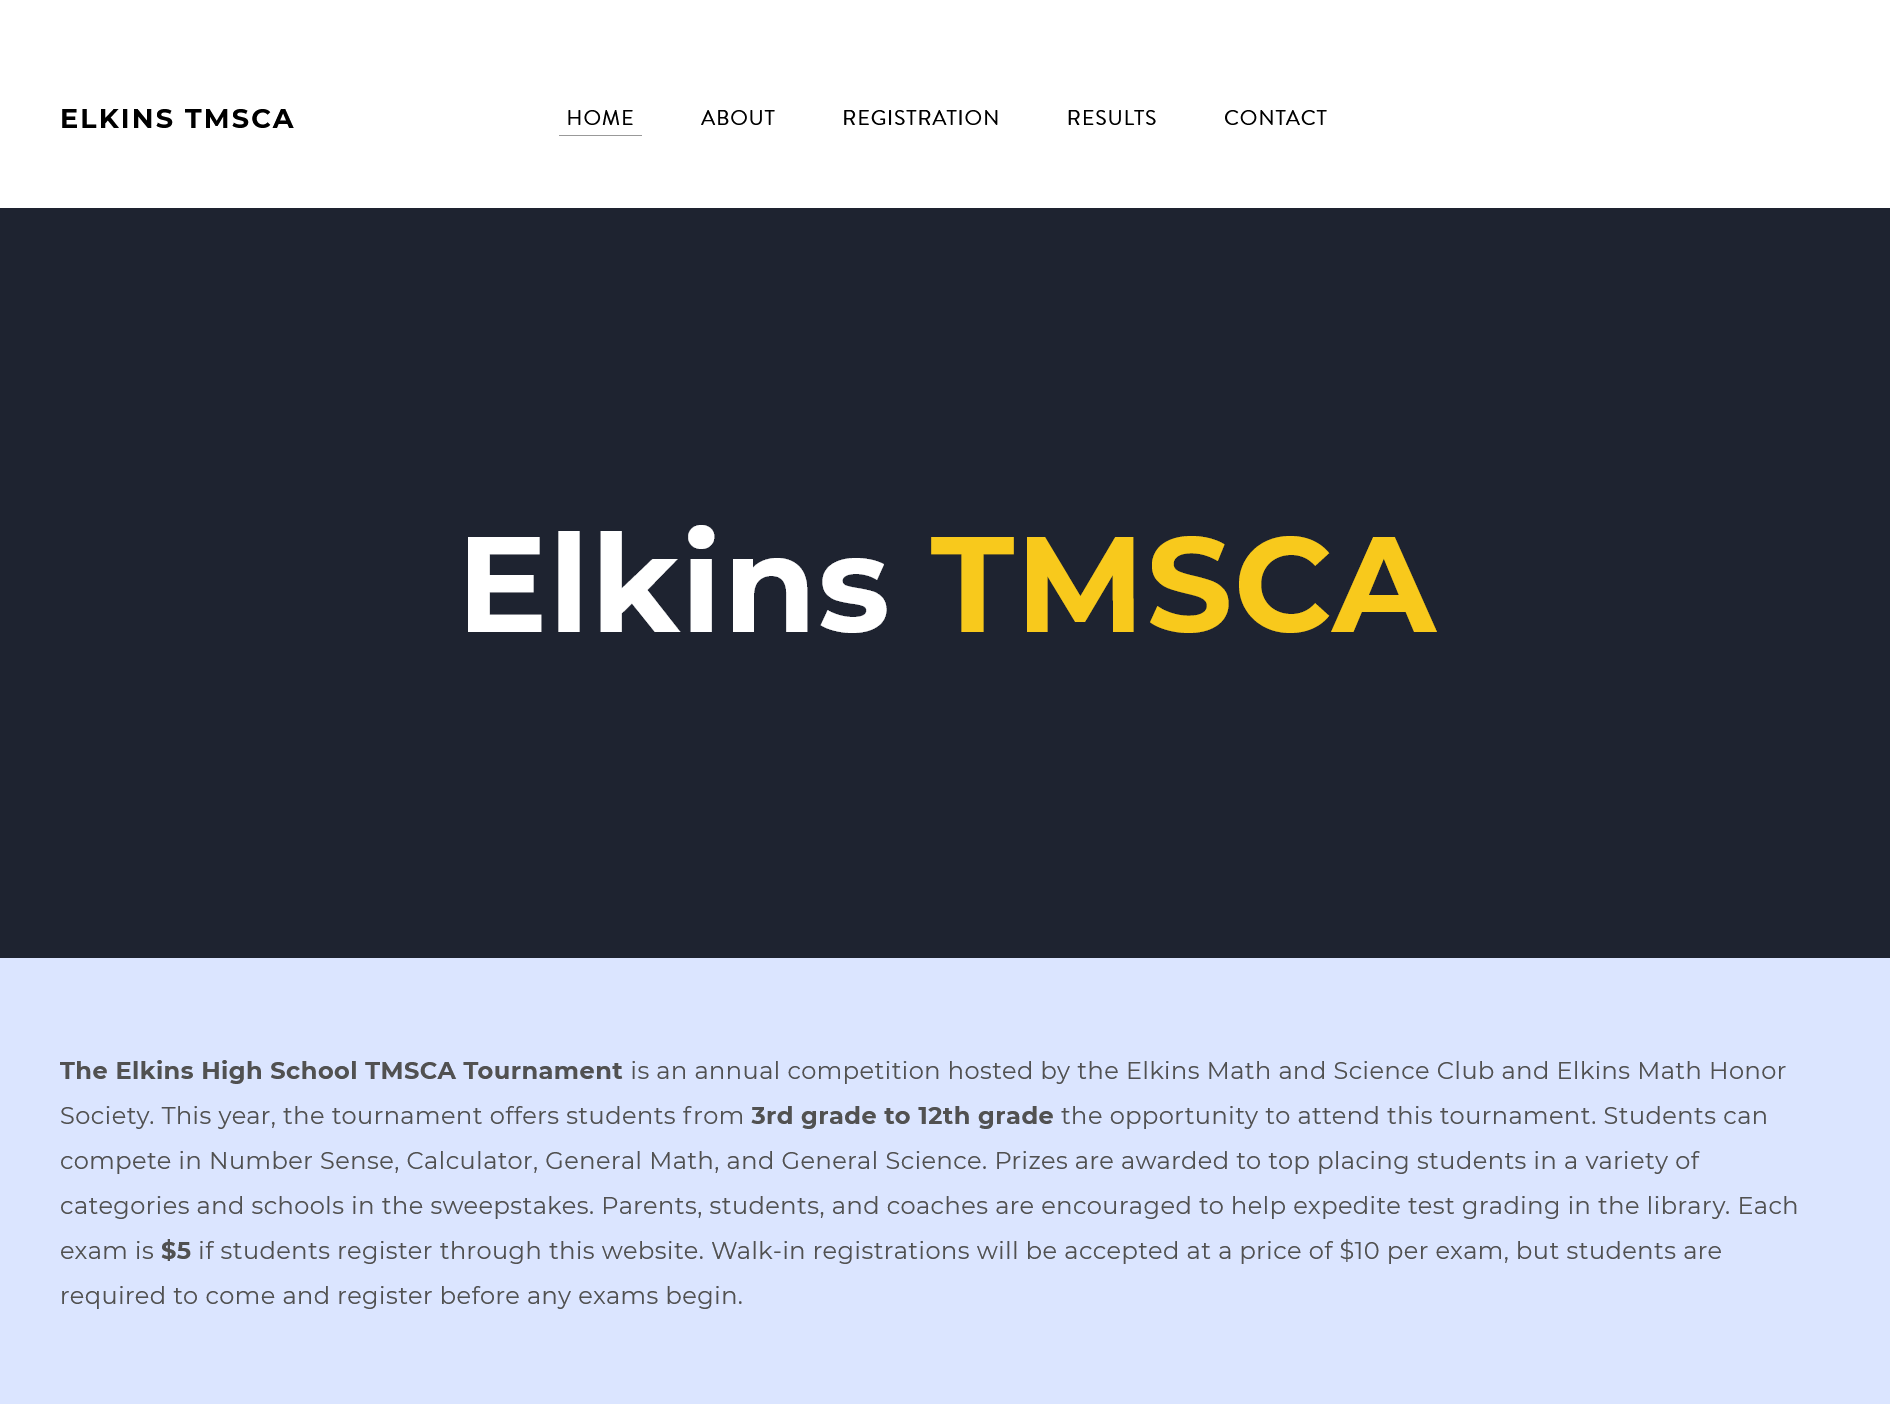 ELKINS TMSCA
HOME ABOUT REGISTRATION RESULTS CONTACT
Elkins TMSCA
The Elkins High School TMSCA Tournament is an annual competition hosted by the Elkins Math and Science Club and Elkins Math Honor
Society. This year, the tournament offers students from 3rd grade to 12th grade the opportunity to attend this tournament. Students can
compete in Number Sense, Calculator, General Math, and General Science. Prizes are awarded to top placing students in a variety of
categories and schools in the sweepstakes. Parents, students, and coaches are encouraged to help expedite test grading in the library. Each
exam is $5 if students register through this website. Walk-in registrations will be accepted at a price of $10 per exam, but students are
required to come and register before any exams begin.